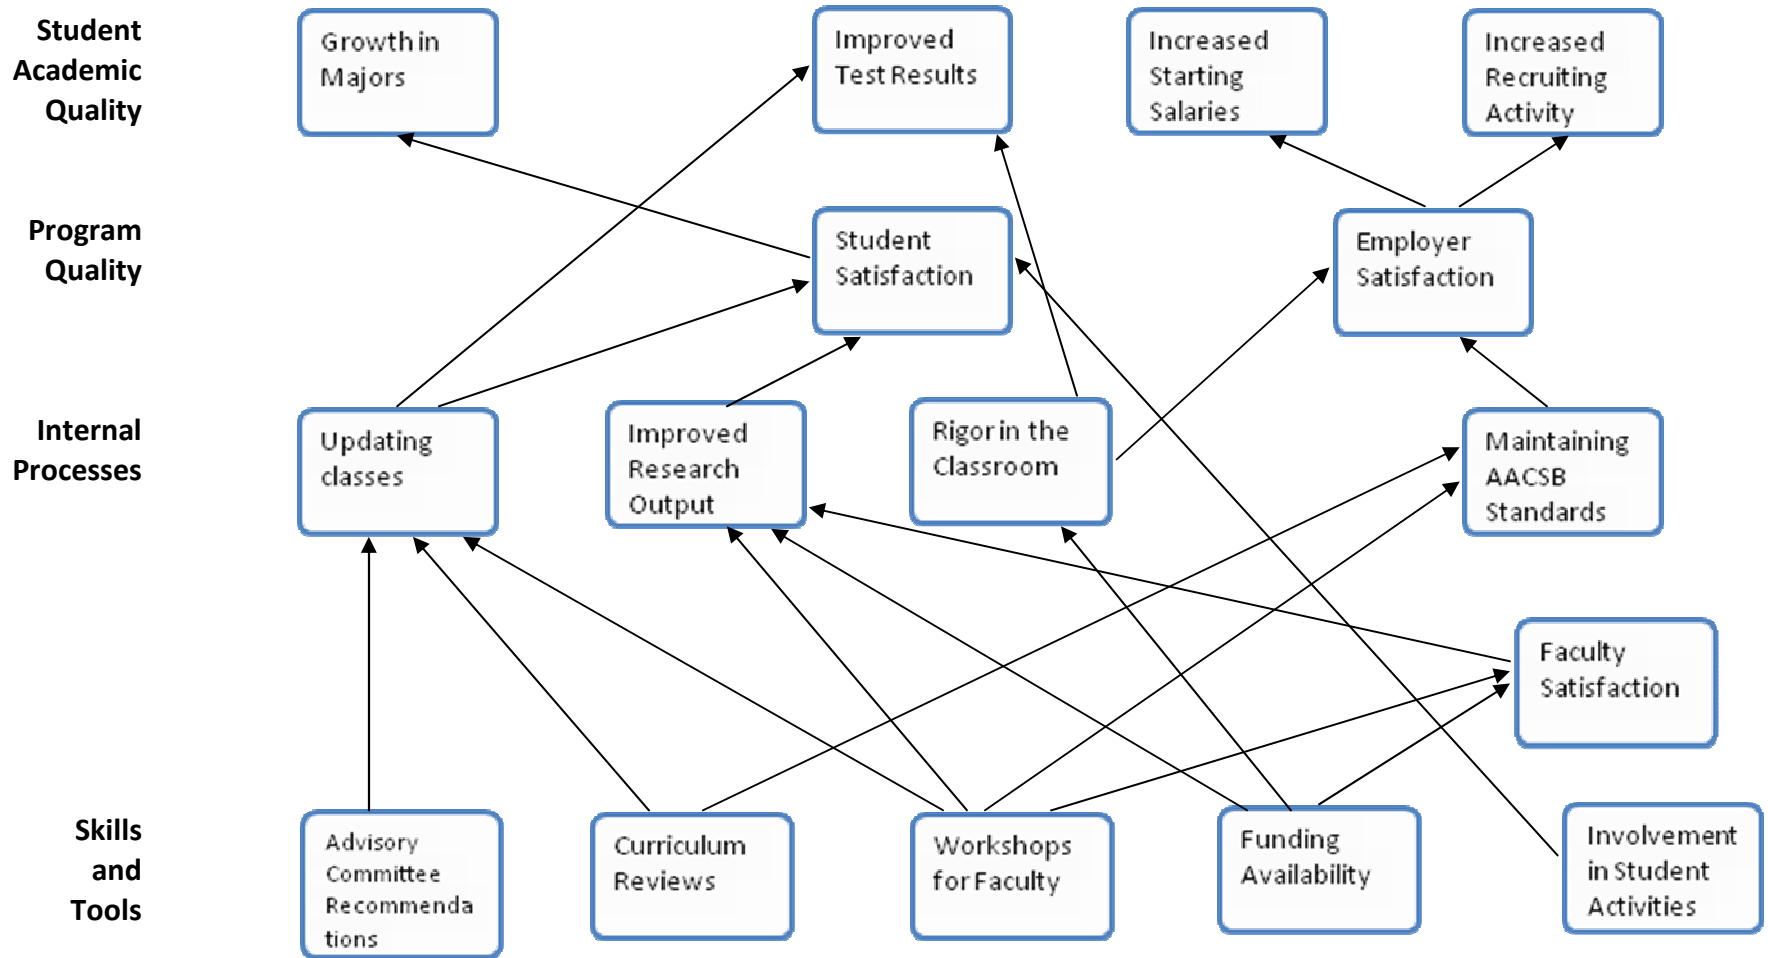 Student
Academic
Quality
Growth in
Majors
Improved
Test Results
Increased
Starting
Salaries
Increased
Recruiting
Activity
Program
Quality
Student
Satisfaction
Employer
Satisfaction
Internal
Processes
Updating
classes
Improved
Research
Output
Rigor in the
Classroom
Maintaining
AACSB
Standards
Faculty
Satisfaction
Skills
and
Tools
Advisory
Committee
Recommenda
tions
Curriculum
Reviews
Workshops
for Faculty
Funding
Availability
Involvement
in Student
Activities